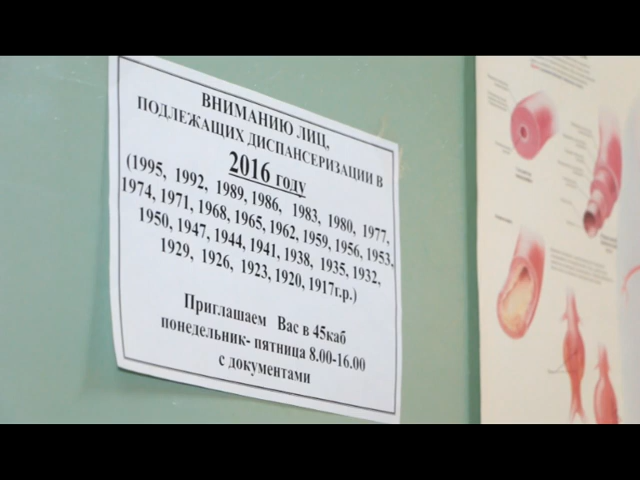 ВНИМАНИЮ ЛИЦ,
ПОДЛЕЖАЩИХ ДИСПАНСЕРИЗАЦИИ В
2016 году
(1995, 1992, 1989, 1986, 1983, 1980, 1977,
1974, 1971, 1968, 1965, 1962, 1959, 1956, 1953,
1950, 1947, 1944, 1941, 1938, 1935, 1932,
1929, 1926, 1923, 1920, 1917г.р.)
Приглашаем Вас в 45каб
понедельник- пятница 8.00-16.00
с документами